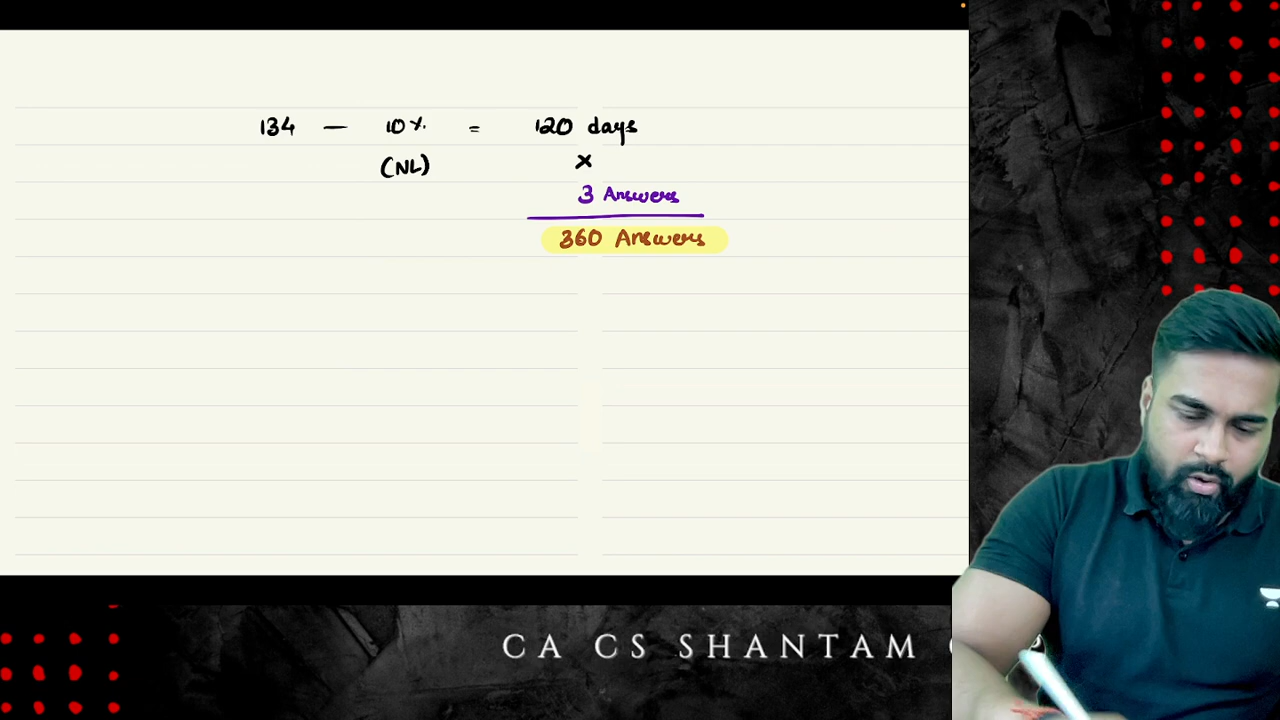 134 — 10% = 120 days
(NL) ×
3 Answers
360 Answers
CA CS SHANTAM